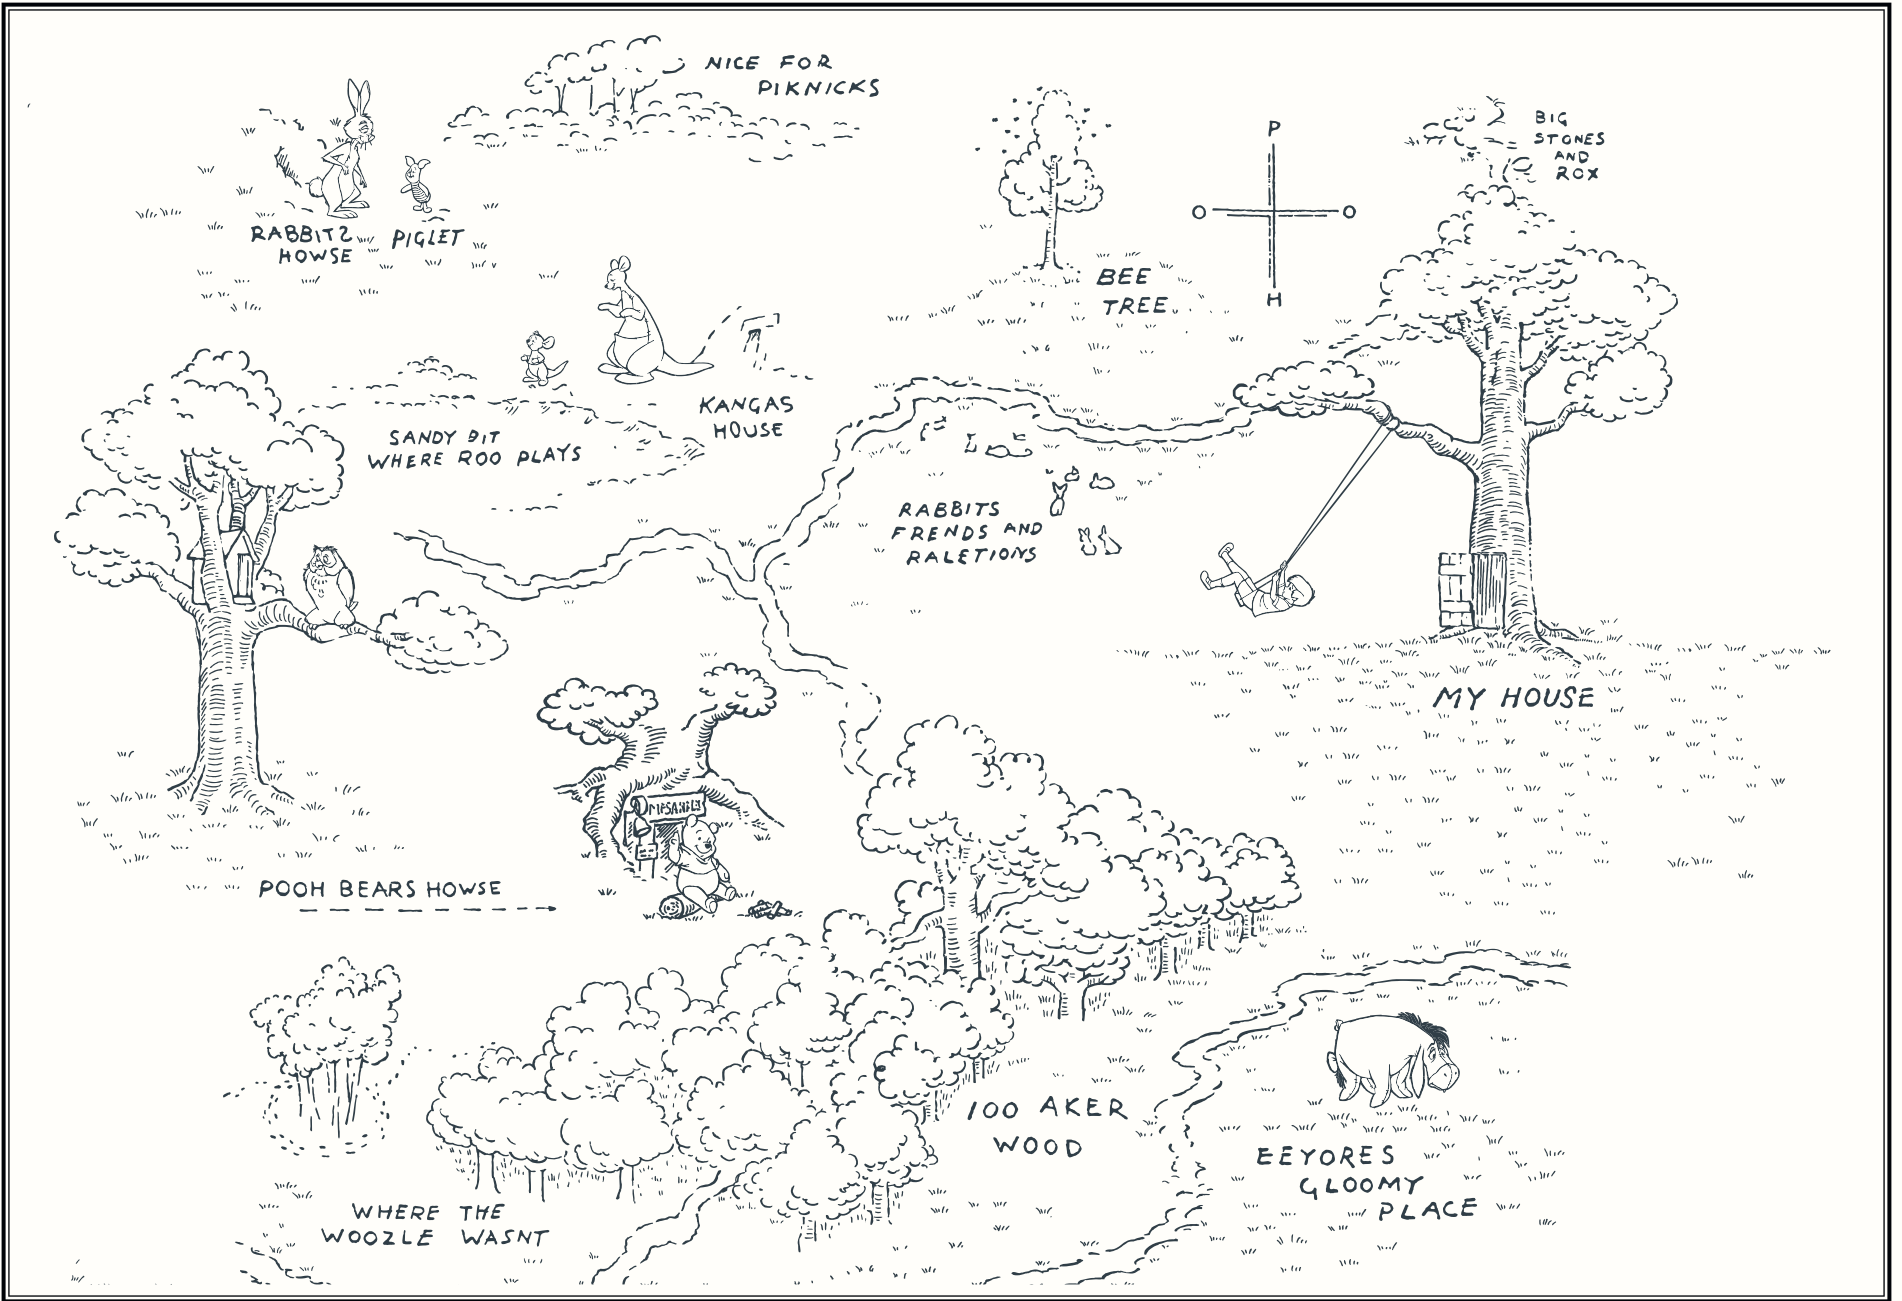 NICE FOR
PIKNICKS
BIG
STONES
AND
ROX
P
O
O
H
RABBITS
HOWSE
PIGLET
BEE
TREE
KANGAS
HOUSE
SANDY PIT
WHERE ROO PLAYS
RABBITS
FRENDS AND
RALETIONS
MY HOUSE
POOH BEARS HOWSE
100 AKER
WOOD
EEYORES
GLOOMY
PLACE
WHERE THE
WOOZLE WASNT